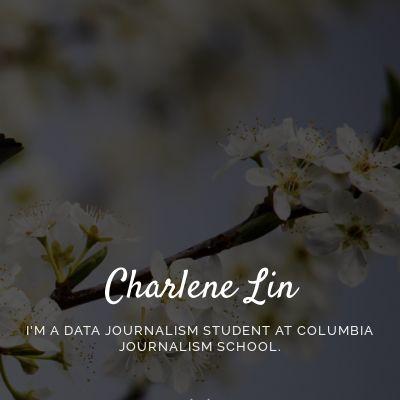 Charlene Lin
I'M A DATA JOURNALISM STUDENT AT COLUMBIA
JOURNALISM SCHOOL.